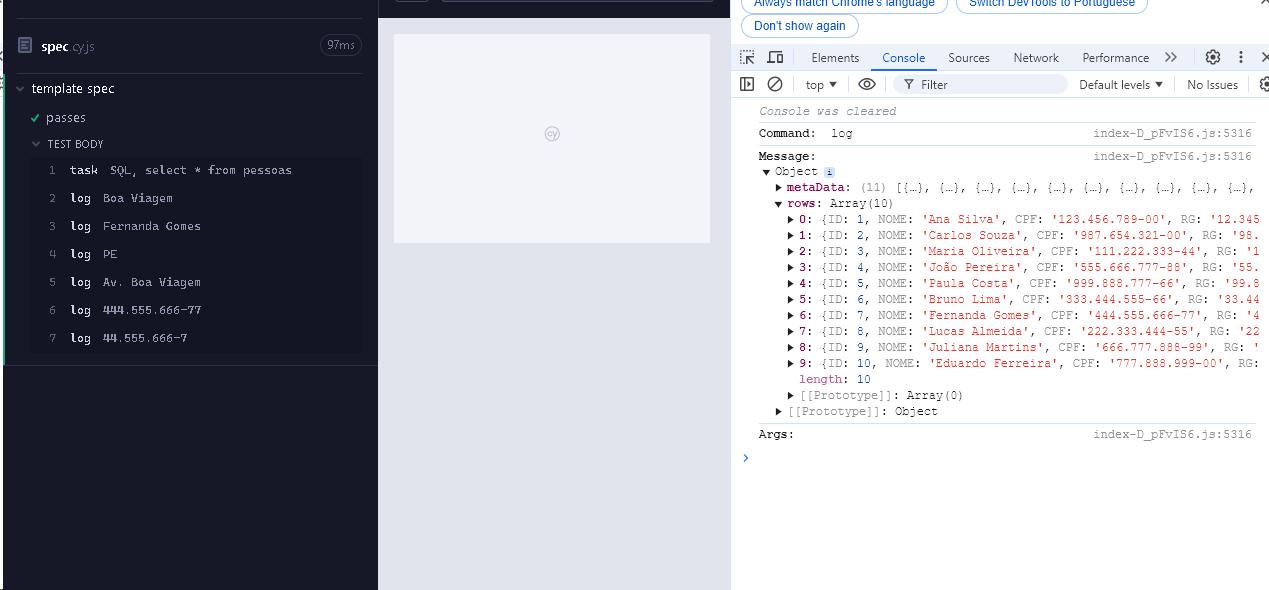 spec.cy.js 97ms
template spec
passes
TEST BODY
1 task SQL, select * from pessoas
2 log Boa Viagem
3 log Fernanda Gomes
4 log PE
5 log Av. Boa Viagem
6 log 444.555.666-77
7 log 44.555.666-7
cy
Always match Chrome's language Switch DevTools to Portuguese
Don't show again
Elements Console Sources Network Performance
top Filter Default levels No Issues
Console was cleared
Command: log index-D_pFvIS6.js:5316
Message: index-D_pFvIS6.js:5316
Object i
metaData: (11) [{…}, {…}, {…}, {…}, {…}, {…}, {…}, {…}, {…}, {…},
rows: Array(10)
0: {ID: 1, NOME: 'Ana Silva', CPF: '123.456.789-00', RG: '12.345
1: {ID: 2, NOME: 'Carlos Souza', CPF: '987.654.321-00', RG: '98.
2: {ID: 3, NOME: 'Maria Oliveira', CPF: '111.222.333-44', RG: '1
3: {ID: 4, NOME: 'João Pereira', CPF: '555.666.777-88', RG: '55.
4: {ID: 5, NOME: 'Paula Costa', CPF: '999.888.777-66', RG: '99.8
5: {ID: 6, NOME: 'Bruno Lima', CPF: '333.444.555-66', RG: '33.44
6: {ID: 7, NOME: 'Fernanda Gomes', CPF: '444.555.666-77', RG: '4
7: {ID: 8, NOME: 'Lucas Almeida', CPF: '222.333.444-55', RG: '22
8: {ID: 9, NOME: 'Juliana Martins', CPF: '666.777.888-99', RG: '
9: {ID: 10, NOME: 'Eduardo Ferreira', CPF: '777.888.999-00', RG:
length: 10
[[Prototype]]: Array(0)
[[Prototype]]: Object
Args: index-D_pFvIS6.js:5316